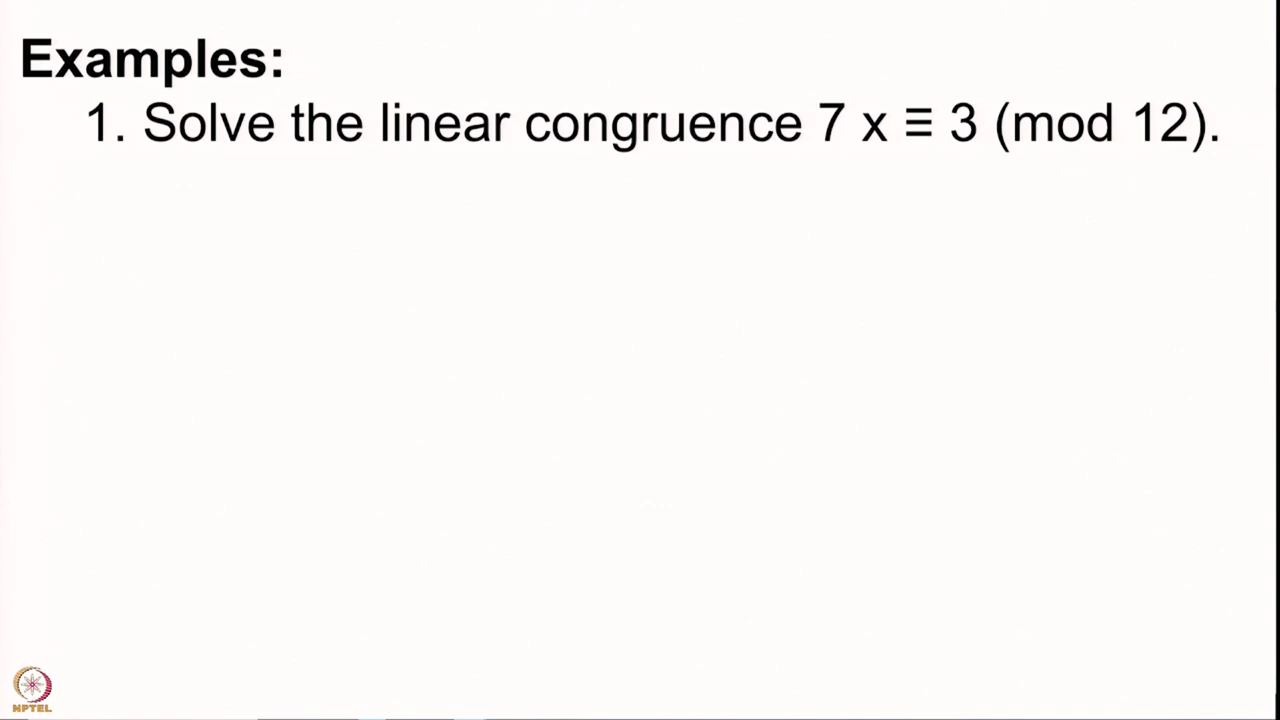 Examples:
1. Solve the linear congruence 7 x ≡ 3 (mod 12).
NPTEL